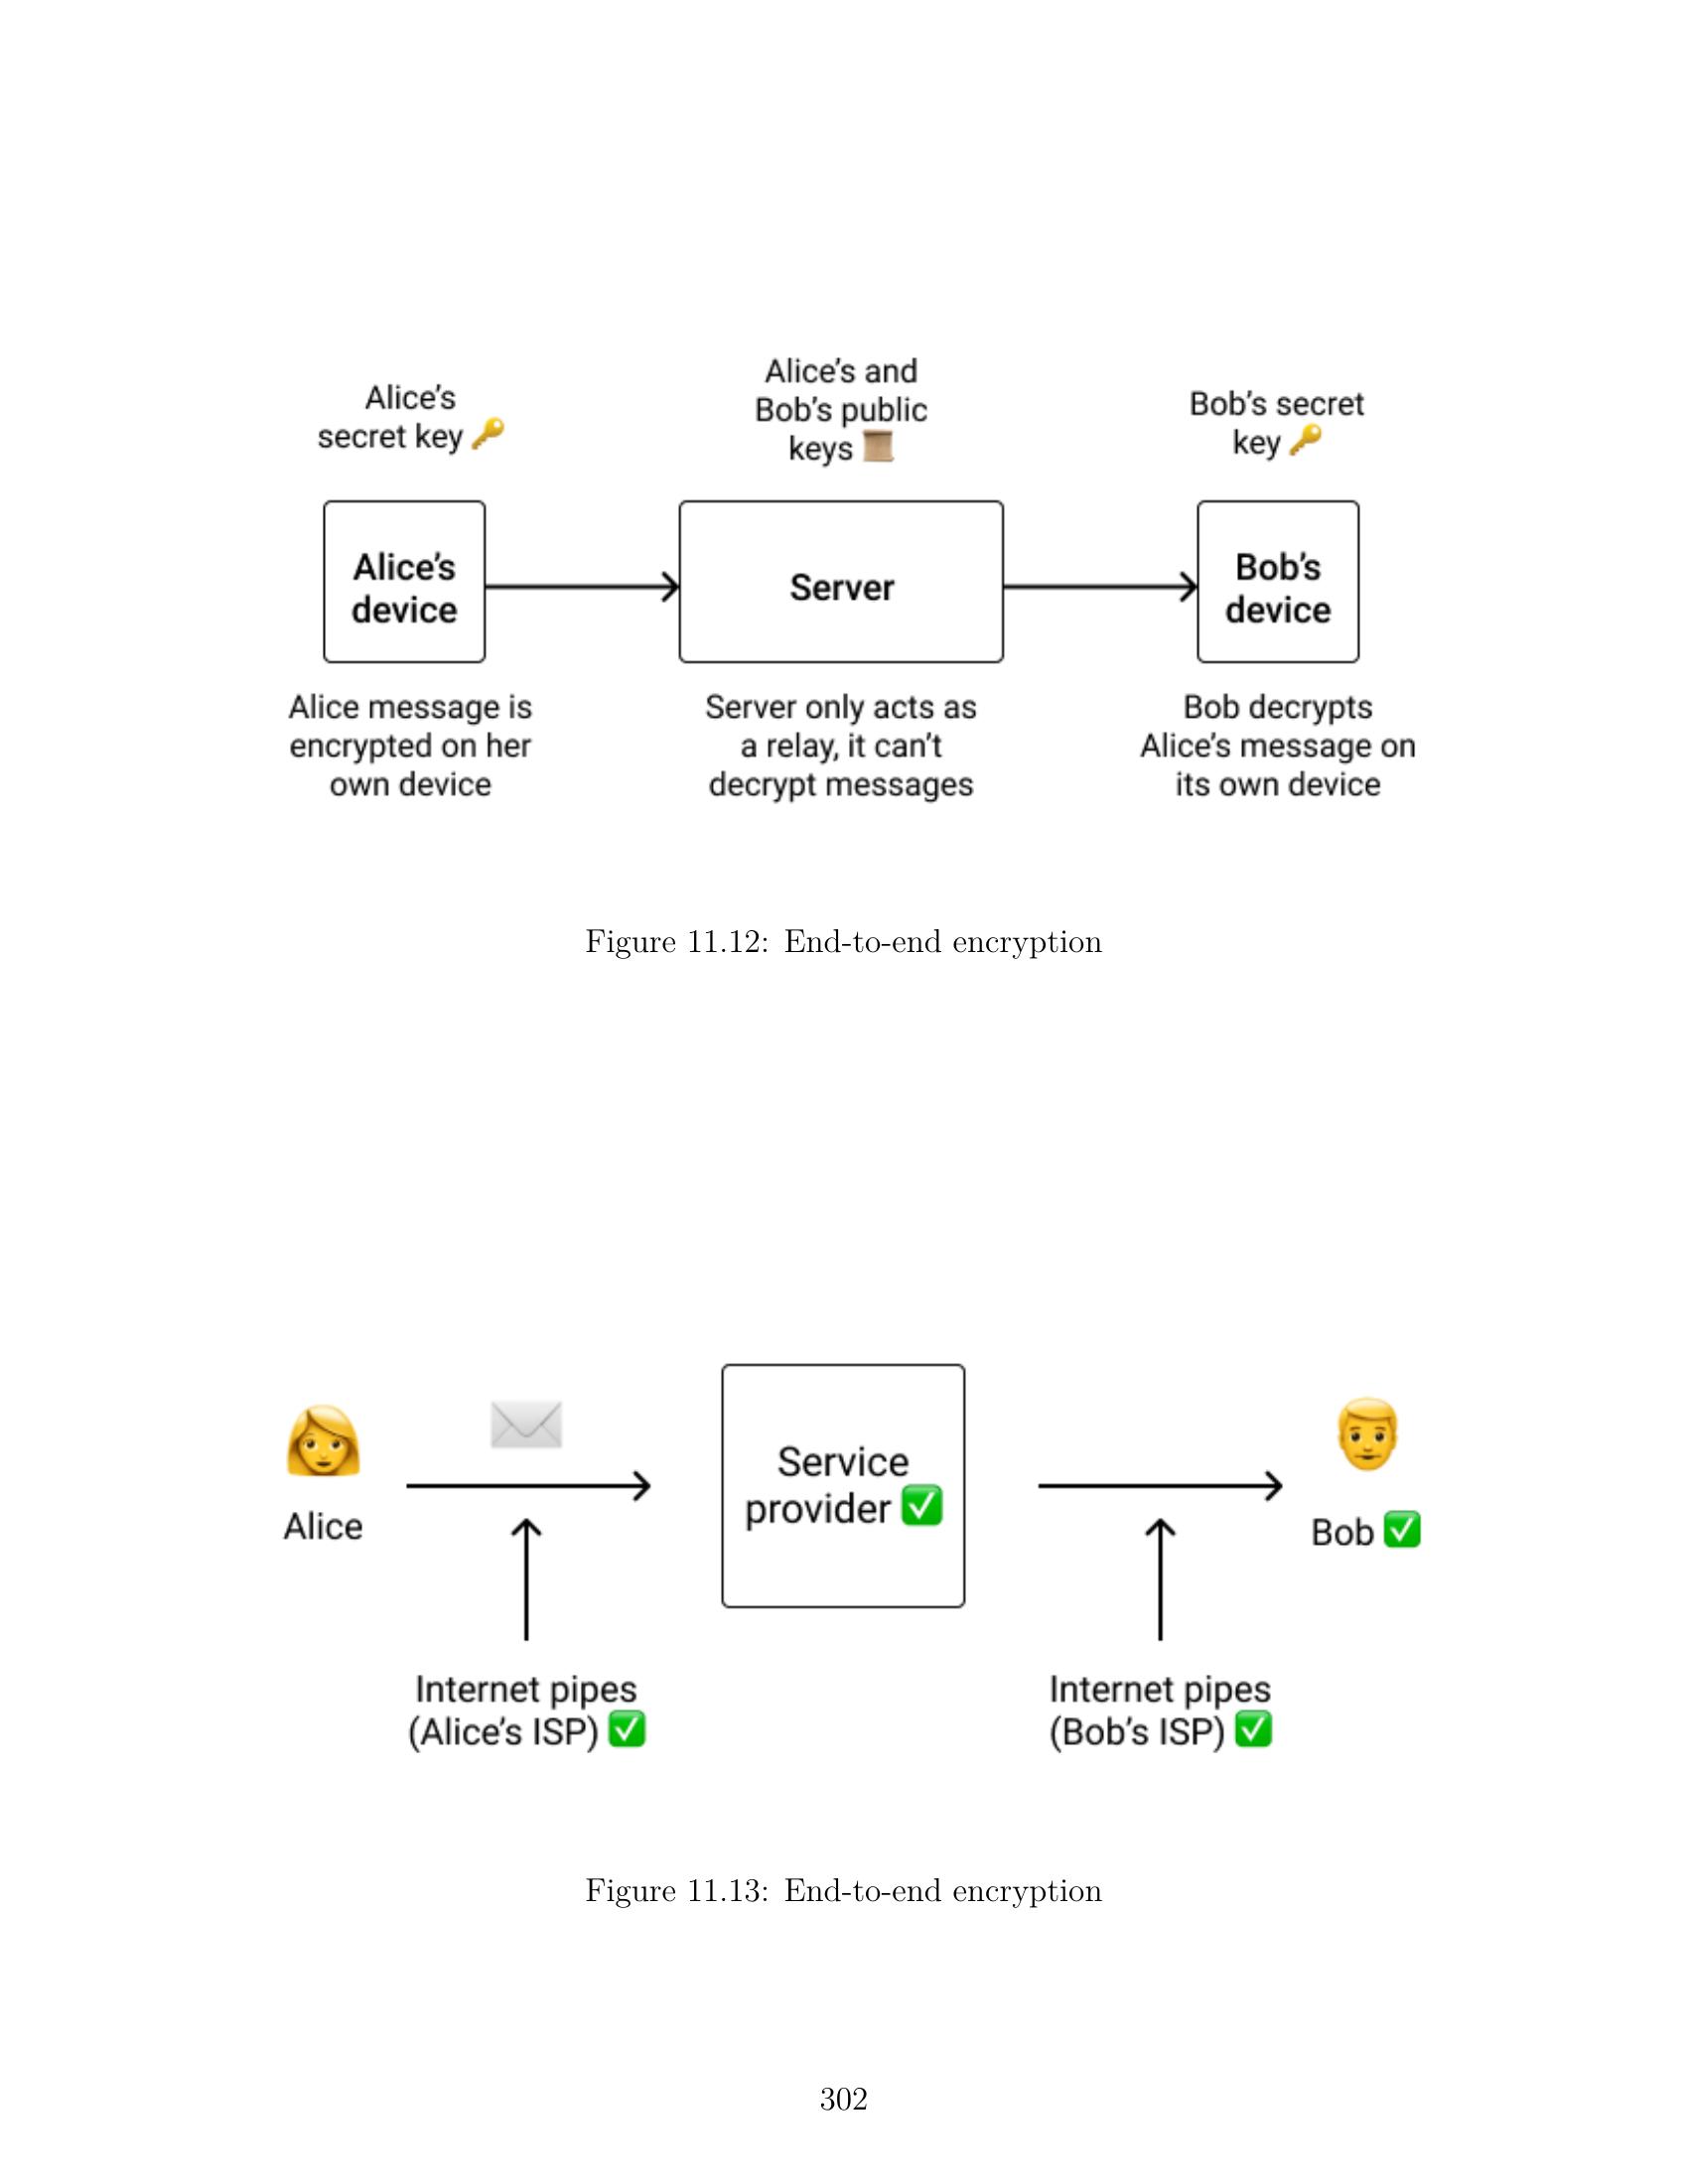 Alice’s
secret key 🔑
Alice’s and
Bob’s public
keys 📜
Bob’s secret
key 🔑
Alice’s
device
Server
Bob’s
device
Alice message is
encrypted on her
own device
Server only acts as
a relay, it can’t
decrypt messages
Bob decrypts
Alice’s message on
its own device
Figure 11.12: End-to-end encryption
Alice
Service
provider ✅
Bob ✅
Internet pipes
(Alice’s ISP) ✅
Internet pipes
(Bob’s ISP) ✅
Figure 11.13: End-to-end encryption
302